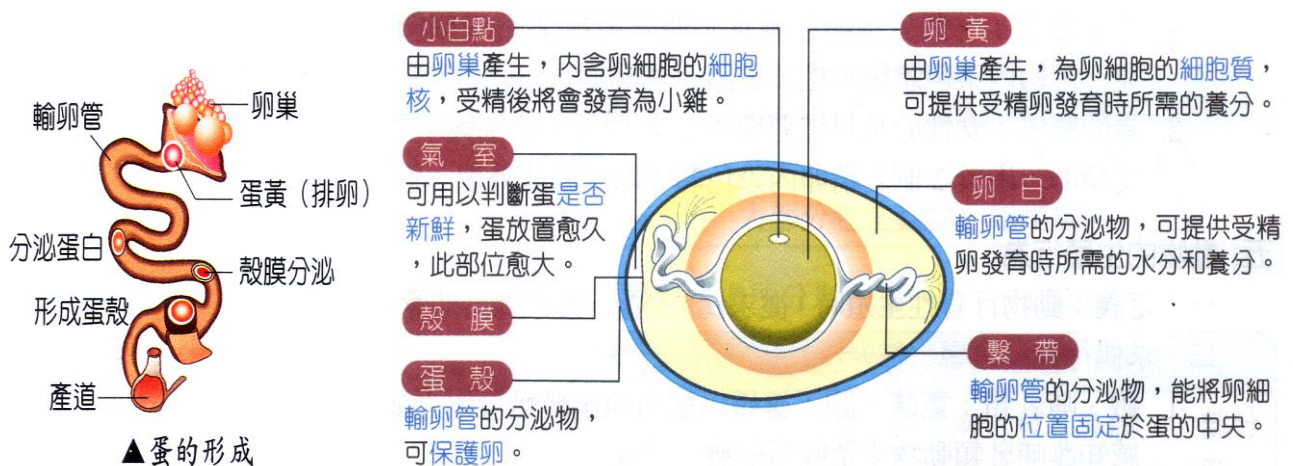 輸卵管
卵巢
蛋黃（排卵）
分泌蛋白
殼膜分泌
形成蛋殼
產道
▲蛋的形成
小白點
由卵巢產生，內含卵細胞的細胞
核，受精後將會發育為小雞。
氣室
可用以判斷蛋是否
新鮮，蛋放置愈久
，此部位愈大。
殼膜
蛋殼
輸卵管的分泌物，
可保護卵。
卵黃
由卵巢產生，為卵細胞的細胞質，
可提供受精卵發育時所需的養分。
卵白
輸卵管的分泌物，可提供受精
卵發育時所需的水分和養分。
繫帶
輸卵管的分泌物，能將卵細
胞的位置固定於蛋的中央。